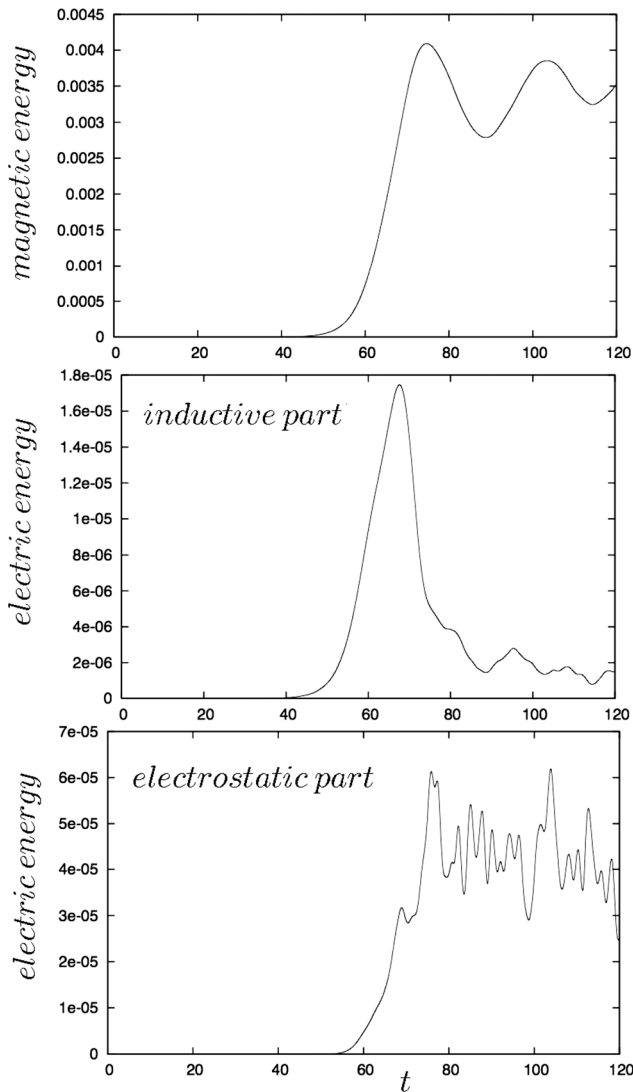 magnetic energy
0.0045
0.004
0.0035
0.003
0.0025
0.002
0.0015
0.001
0.0005
0
0 20 40 60 80 100 120
electric energy
inductive part
1.8e-05
1.6e-05
1.4e-05
1.2e-05
1e-05
8e-06
6e-06
4e-06
2e-06
0
0 20 40 60 80 100 120
electric energy
electrostatic part
7e-05
6e-05
5e-05
4e-05
3e-05
2e-05
1e-05
0
0 20 40 60 80 100 120
t